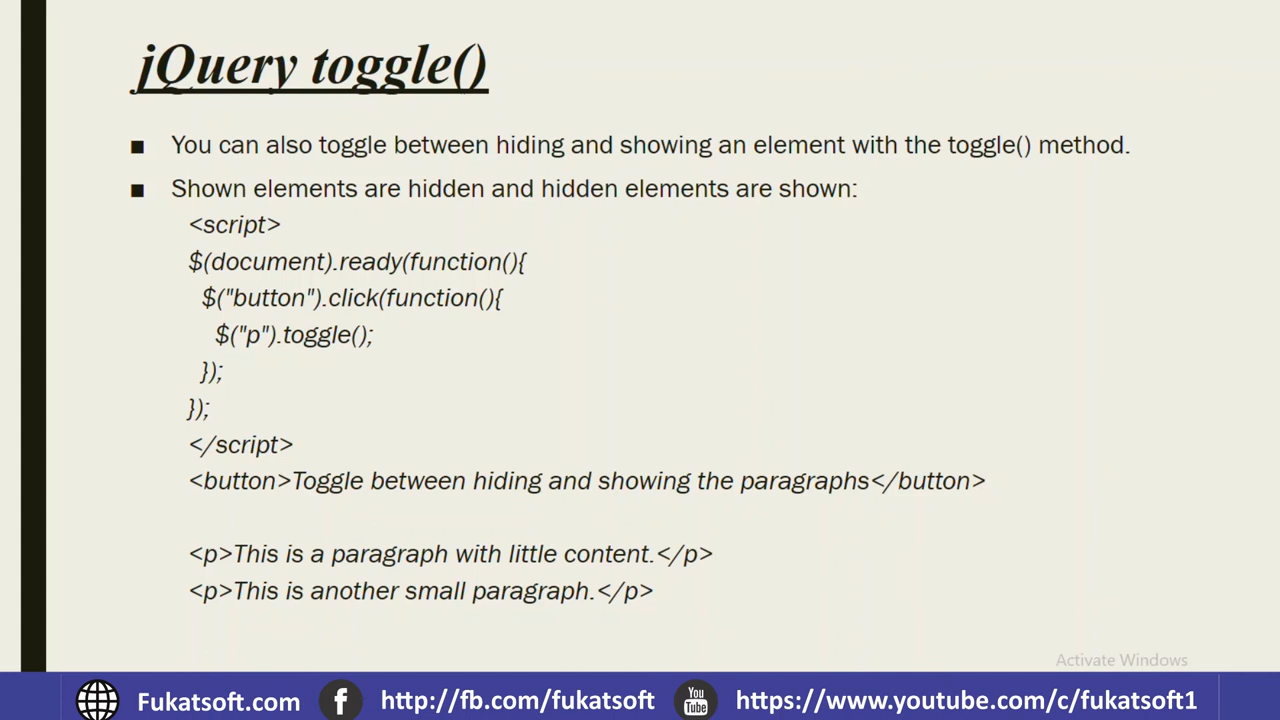 jQuery toggle()
■ You can also toggle between hiding and showing an element with the toggle() method.
■ Shown elements are hidden and hidden elements are shown:
<script>
$(document).ready(function(){
$("button").click(function(){
$("p").toggle();
});
});
</script>
<button>Toggle between hiding and showing the paragraphs</button>
<p>This is a paragraph with little content.</p>
<p>This is another small paragraph.</p>
Activate Windows
Fukatsoft.com f http://fb.com/fukatsoft You Tube https://www.youtube.com/c/fukatsoft1